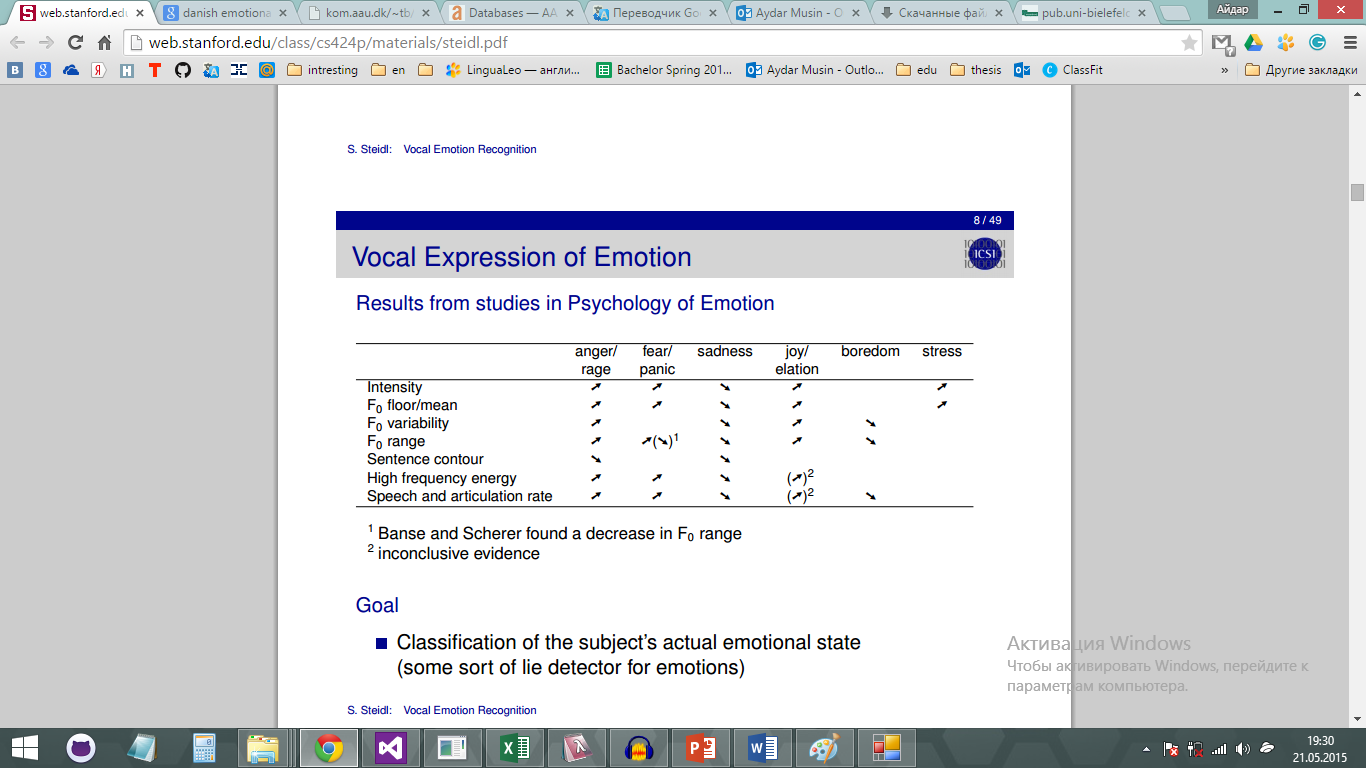 web.stanford.edu
danish emotiona
kom.aau.dk/~tb/
Databases — AA
Переводчик Go
Aydar Musin - O
Скачанные фай
pub.uni-bielefel
Айдар
web.stanford.edu/class/cs424p/materials/steidl.pdf
intresting
en
LinguaLeo — англи...
Bachelor Spring 201...
Aydar Musin - Outlo...
edu
thesis
ClassFit
»
Другие закладки
S. Steidl: Vocal Emotion Recognition
8 / 49
Vocal Expression of Emotion
ICSI
Results from studies in Psychology of Emotion
anger/ fear/ sadness joy/ boredom stress
rage panic elation
Intensity ➚ ➚ ➘ ➚ ➚
F₀ floor/mean ➚ ➚ ➘ ➚ ➚
F₀ variability ➚ ➘ ➚ ➘
F₀ range ➚ ➚(➘)¹ ➘ ➚ ➘
Sentence contour ➘ ➘
High frequency energy ➚ ➚ ➘ (➚)²
Speech and articulation rate ➚ ➚ ➘ (➚)² ➘
¹ Banse and Scherer found a decrease in F₀ range
² inconclusive evidence
Goal
Classification of the subject's actual emotional state
(some sort of lie detector for emotions)
S. Steidl: Vocal Emotion Recognition
Активация Windows
Чтобы активировать Windows, перейдите к
параметрам компьютера.
19:30
21.05.2015